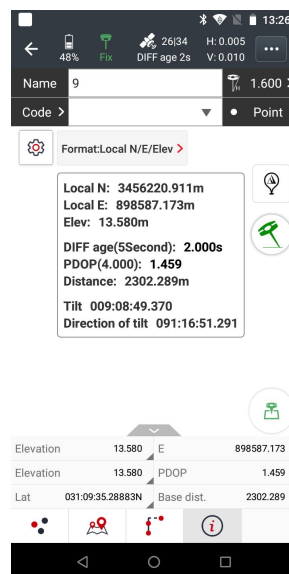 13:26
26|34 H: 0.005
48% Fix DIFF age 2s V: 0.010
Name 9 1.600
Code > Point
Format:Local N/E/Elev >
Local N: 3456220.911m
Local E: 898587.173m
Elev: 13.580m
DIFF age(5Second): 2.000s
PDOP(4.000): 1.459
Distance: 2302.289m
Tilt 009:08:49.370
Direction of tilt 091:16:51.291
Elevation 13.580 E 898587.173
Elevation 13.580 PDOP 1.459
Lat 031:09:35.28883N Base dist. 2302.289